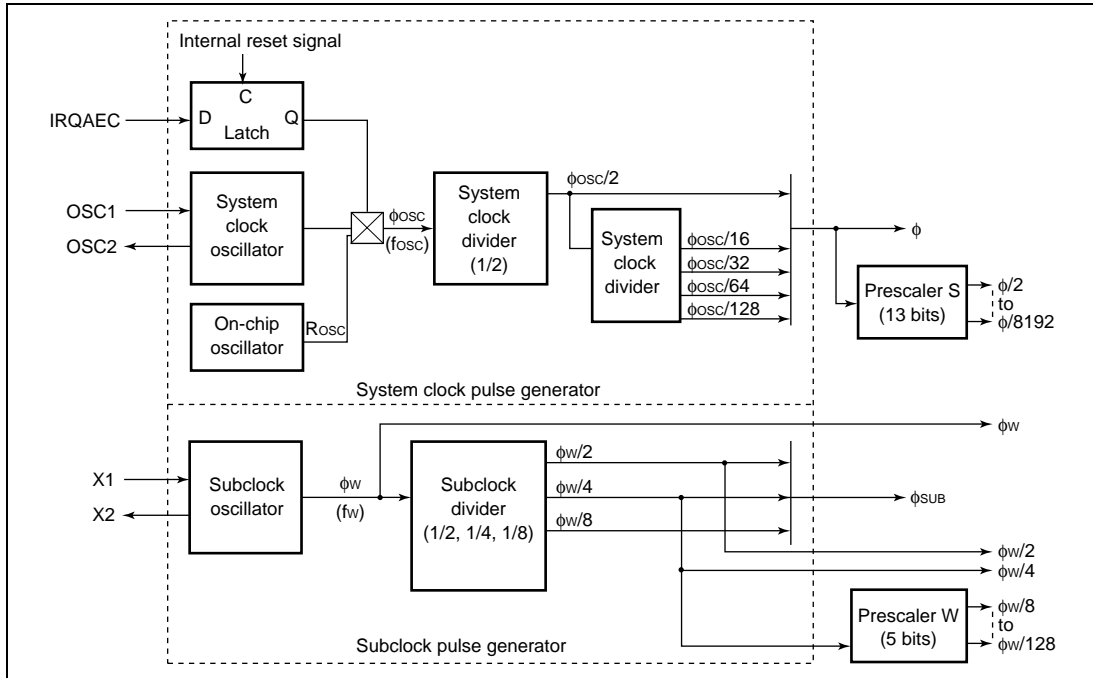 Internal reset signal
IRQAEC
D
C
Latch
Q
OSC1
OSC2
System
clock
oscillator
On-chip
oscillator
ROSC
ϕOSC
(fOSC)
System
clock
divider
(1/2)
ϕOSC/2
System
clock
divider
ϕOSC/16
ϕOSC/32
ϕOSC/64
ϕOSC/128
ϕ
Prescaler S
(13 bits)
ϕ/2
to
ϕ/8192
System clock pulse generator
X1
X2
Subclock
oscillator
ϕW
(fW)
Subclock
divider
(1/2, 1/4, 1/8)
ϕW/2
ϕW/4
ϕW/8
ϕW
ϕSUB
ϕW/2
ϕW/4
Prescaler W
(5 bits)
ϕW/8
to
ϕW/128
Subclock pulse generator